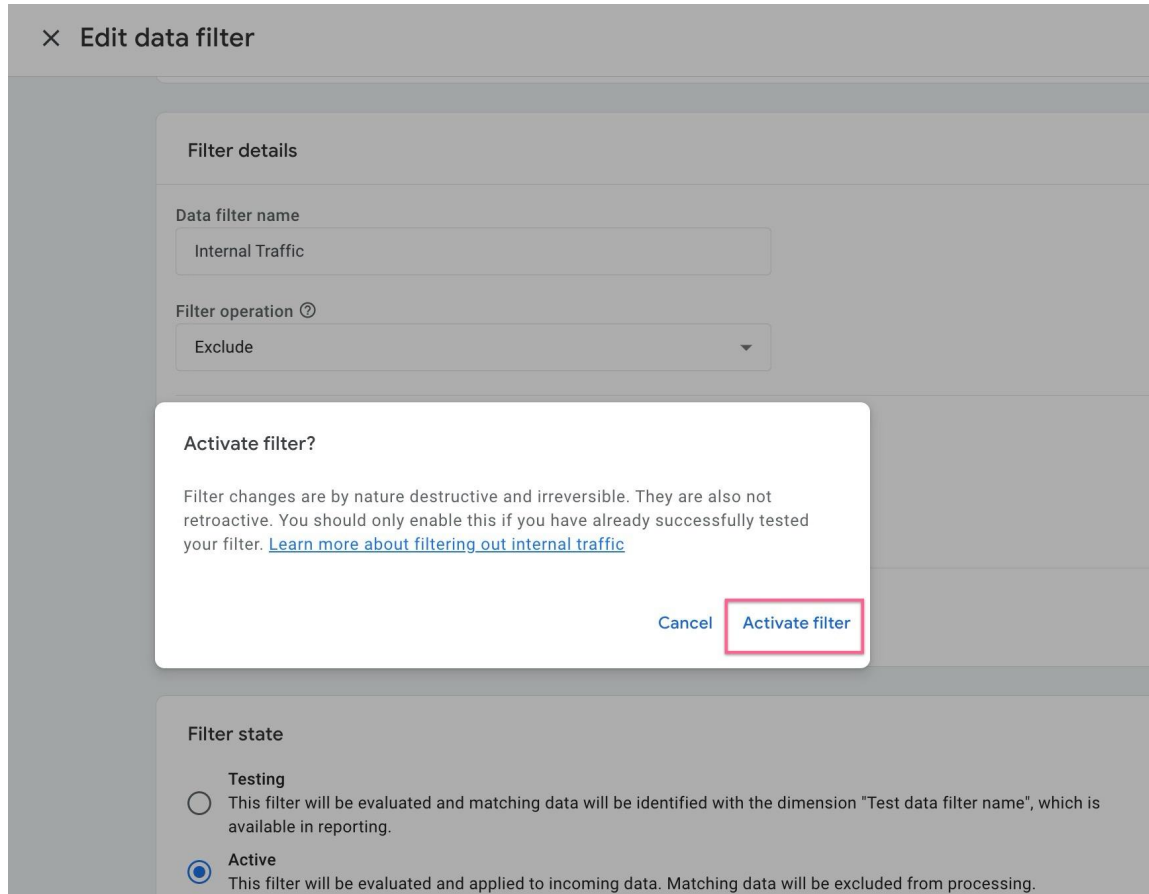 Edit data filter
Filter details
Data filter name
Internal Traffic
Filter operation
Exclude
Activate filter?
Filter changes are by nature destructive and irreversible. They are also not
retroactive. You should only enable this if you have already successfully tested
your filter. Learn more about filtering out internal traffic
Cancel Activate filter
Filter state
Testing
This filter will be evaluated and matching data will be identified with the dimension "Test data filter name", which is
available in reporting.
Active
This filter will be evaluated and applied to incoming data. Matching data will be excluded from processing.